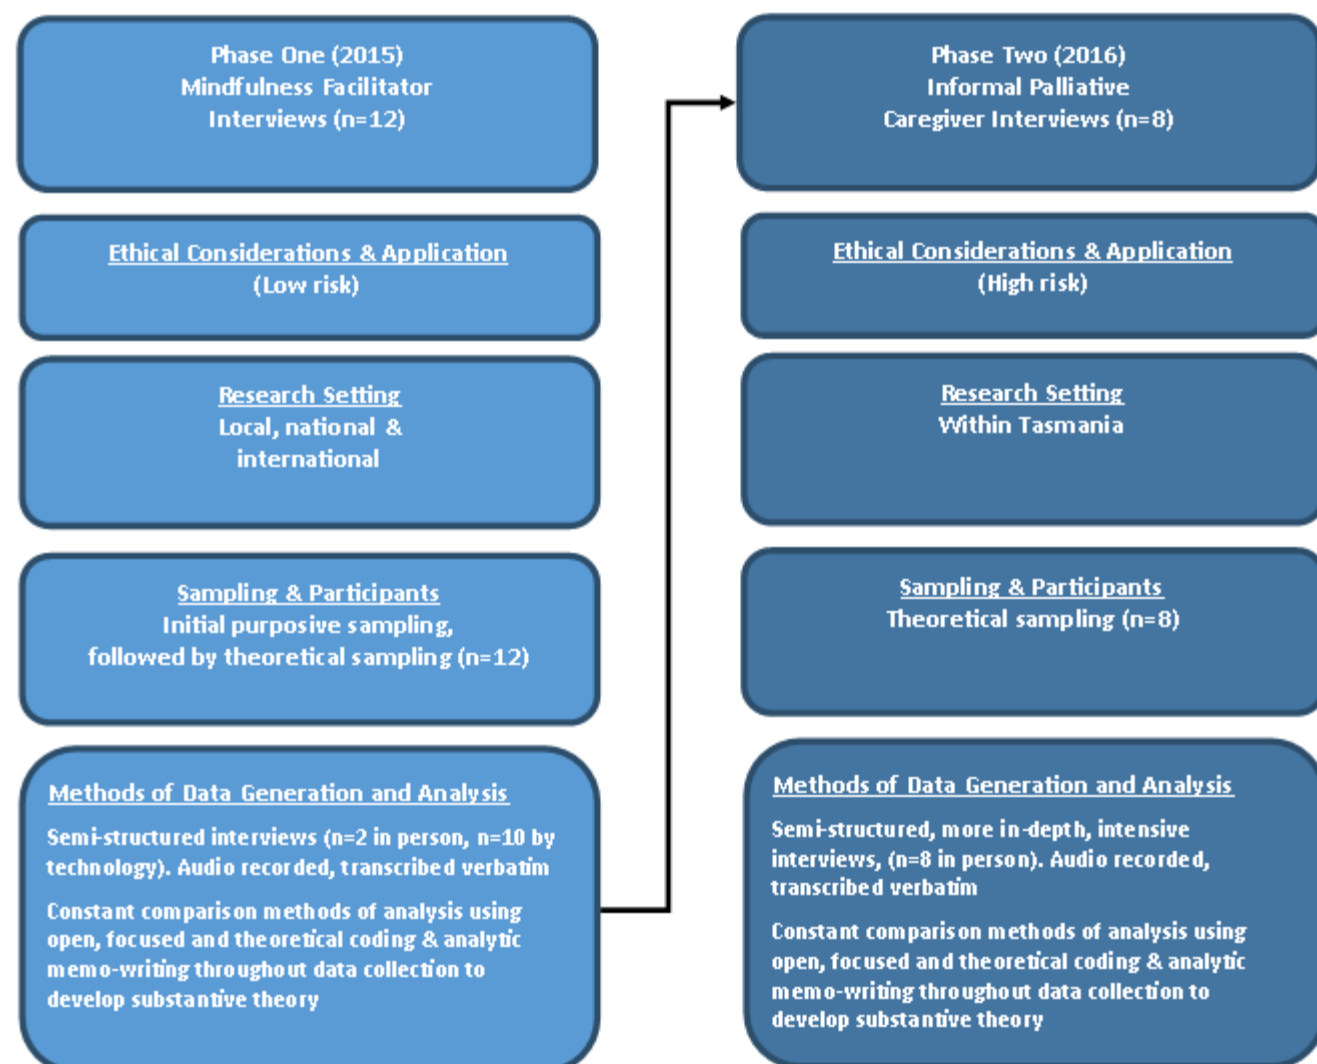 Phase One (2015)
Mindfulness Facilitator
Interviews (n=12)
Ethical Considerations & Application
(Low risk)
Research Setting
Local, national &
international
Sampling & Participants
Initial purposive sampling,
followed by theoretical sampling (n=12)
Methods of Data Generation and Analysis
Semi-structured interviews (n=2 in person, n=10 by
technology). Audio recorded, transcribed verbatim
Constant comparison methods of analysis using
open, focused and theoretical coding & analytic
memo-writing throughout data collection to
develop substantive theory
Phase Two (2016)
Informal Palliative
Caregiver Interviews (n=8)
Ethical Considerations & Application
(High risk)
Research Setting
Within Tasmania
Sampling & Participants
Theoretical sampling (n=8)
Methods of Data Generation and Analysis
Semi-structured, more in-depth, intensive
interviews, (n=8 in person). Audio recorded,
transcribed verbatim
Constant comparison methods of analysis using
open, focused and theoretical coding & analytic
memo-writing throughout data collection to
develop substantive theory